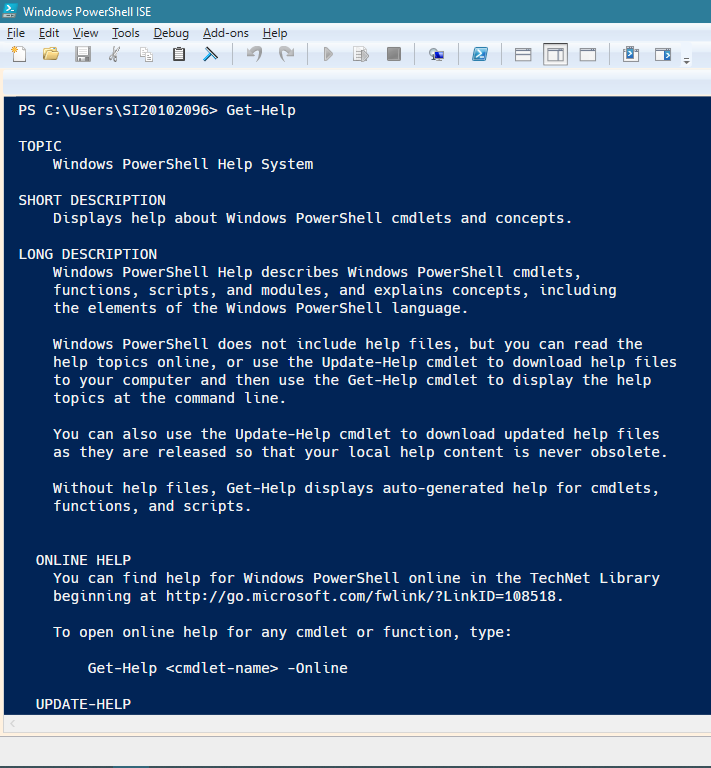 Windows PowerShell ISE
File Edit View Tools Debug Add-ons Help
PS C:\Users\SI20102096> Get-Help
TOPIC
Windows PowerShell Help System
SHORT DESCRIPTION
Displays help about Windows PowerShell cmdlets and concepts.
LONG DESCRIPTION
Windows PowerShell Help describes Windows PowerShell cmdlets,
functions, scripts, and modules, and explains concepts, including
the elements of the Windows PowerShell language.
Windows PowerShell does not include help files, but you can read the
help topics online, or use the Update-Help cmdlet to download help files
to your computer and then use the Get-Help cmdlet to display the help
topics at the command line.
You can also use the Update-Help cmdlet to download updated help files
as they are released so that your local help content is never obsolete.
Without help files, Get-Help displays auto-generated help for cmdlets,
functions, and scripts.
ONLINE HELP
You can find help for Windows PowerShell online in the TechNet Library
beginning at http://go.microsoft.com/fwlink/?LinkID=108518.
To open online help for any cmdlet or function, type:
Get-Help <cmdlet-name> -Online
UPDATE-HELP